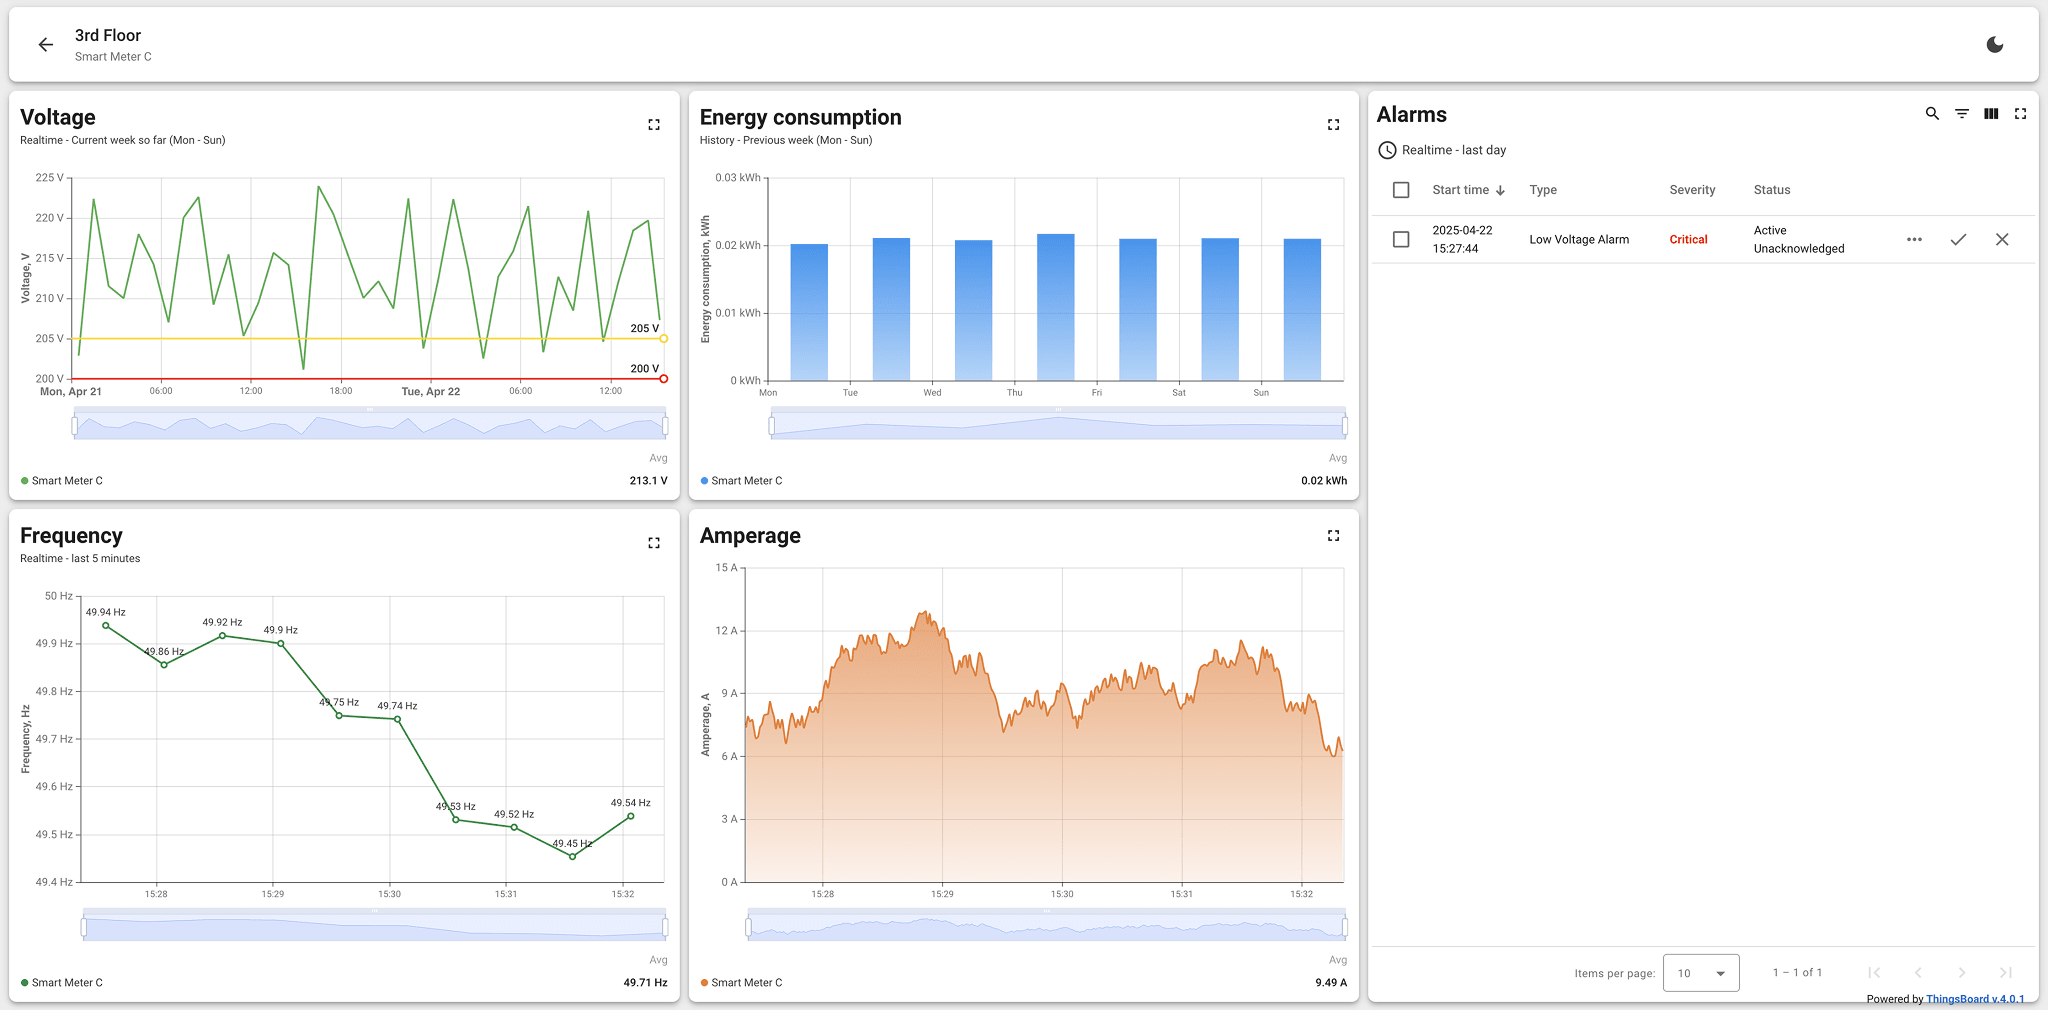 3rd Floor
Smart Meter C
Voltage
Realtime - Current week so far (Mon - Sun)
Voltage, V
225 V
220 V
215 V
210 V
205 V
200 V
205 V
200 V
Mon, Apr 21 06:00 12:00 18:00 Tue, Apr 22 06:00 12:00
Avg
Smart Meter C 213.1 V
Energy consumption
History - Previous week (Mon - Sun)
Energy consumption, kWh
0.03 kWh
0.02 kWh
0.01 kWh
0 kWh
Mon Tue Wed Thu Fri Sat Sun
Avg
Smart Meter C 0.02 kWh
Frequency
Realtime - last 5 minutes
Frequency, Hz
50 Hz
49.9 Hz
49.8 Hz
49.7 Hz
49.6 Hz
49.5 Hz
49.4 Hz
49.94 Hz
49.86 Hz
49.92 Hz
49.9 Hz
49.75 Hz
49.74 Hz
49.53 Hz
49.52 Hz
49.45 Hz
49.54 Hz
15:28 15:29 15:30 15:31 15:32
Avg
Smart Meter C 49.71 Hz
Amperage
Amperage, A
15 A
12 A
9 A
6 A
3 A
0 A
15:28 15:29 15:30 15:31 15:32
Avg
Smart Meter C 9.49 A
Alarms
Realtime - last day
Start time Type Severity Status
2025-04-22
15:27:44
Low Voltage Alarm
Critical
Active
Unacknowledged
Items per page: 10 1 – 1 of 1
Powered by ThingsBoard v.4.0.1